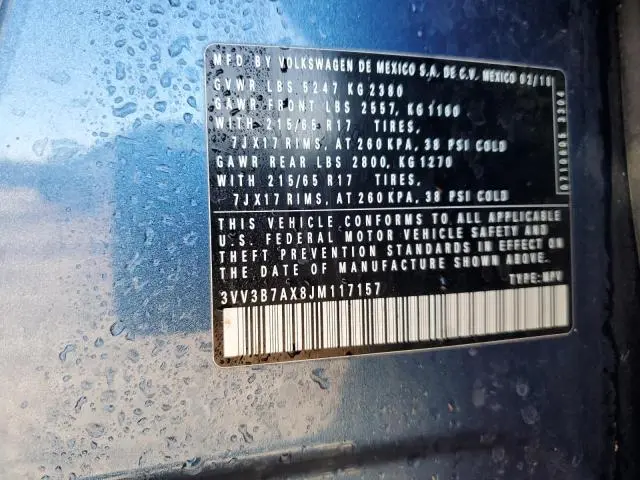 MFD BY VOLKSWAGEN DE MEXICO S.A. DE C.V. MEXICO 02/18
GVWR LBS 5247 KG 2380
GAWR FRONT LBS 2557, KG 1160
WITH 215/65 R17 TIRES,
7JX17 RIMS, AT 260 KPA, 38 PSI COLD
GAWR REAR LBS 2800, KG 1270
WITH 215/65 R17 TIRES,
7JX17 RIMS, AT 260 KPA, 38 PSI COLD
THIS VEHICLE CONFORMS TO ALL APPLICABLE
U.S. FEDERAL MOTOR VEHICLE SAFETY AND
THEFT PREVENTION STANDARDS IN EFFECT ON
THE DATE OF MANUFACTURE SHOWN ABOVE.
3VV3B7AX8JM117157 TYPE:MPV